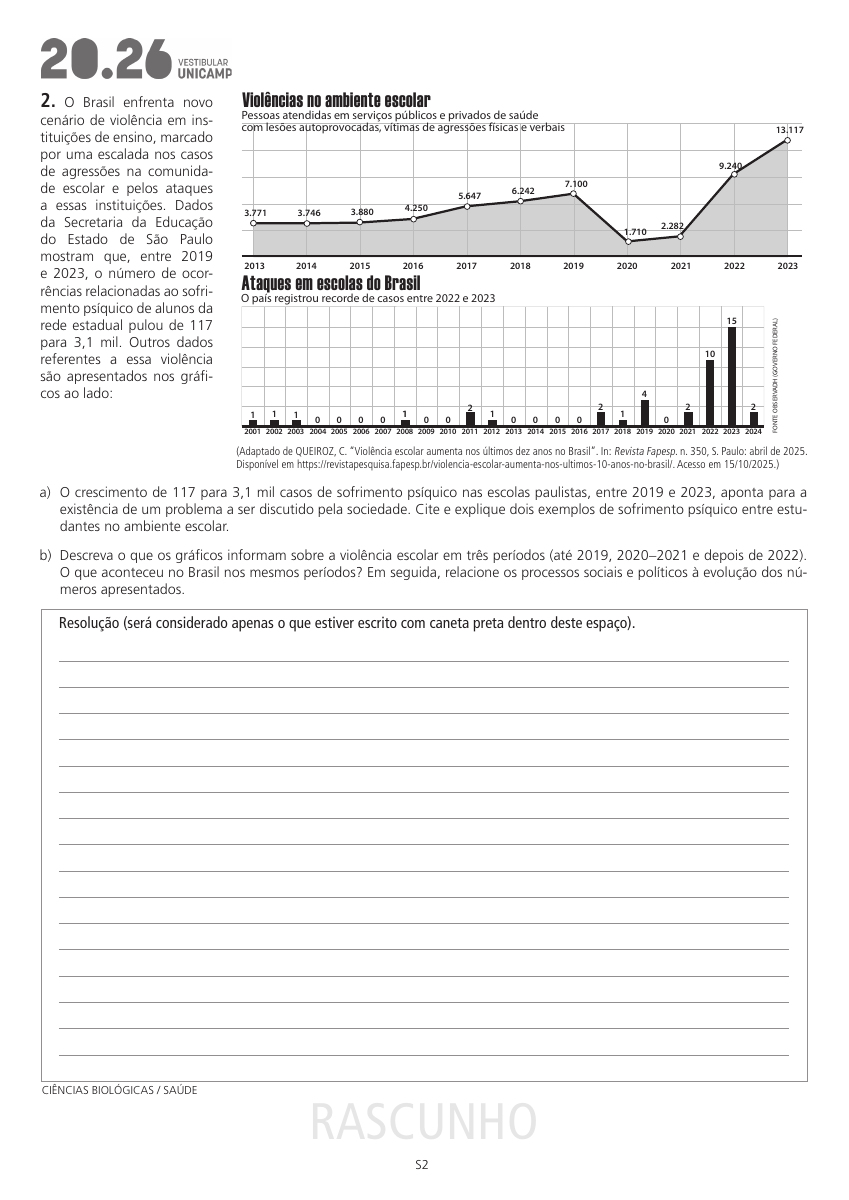 20.26 VESTIBULAR
UNICAMP
2. O Brasil enfrenta novo
cenário de violência em ins-
tituições de ensino, marcado
por uma escalada nos casos
de agressões na comunida-
de escolar e pelos ataques
a essas instituições. Dados
da Secretaria da Educação
do Estado de São Paulo
mostram que, entre 2019
e 2023, o número de ocor-
rências relacionadas ao sofri-
mento psíquico de alunos da
rede estadual pulou de 117
para 3,1 mil. Outros dados
referentes a essa violência
são apresentados nos gráfi-
cos ao lado:
Violências no ambiente escolar
Pessoas atendidas em serviços públicos e privados de saúde
com lesões autoprovocadas, vítimas de agressões físicas e verbais
3.771 3.746 3.880 4.250 5.647 6.242 7.100 1.710 2.282 9.240 13.117
2013 2014 2015 2016 2017 2018 2019 2020 2021 2022 2023
Ataques em escolas do Brasil
O país registrou recorde de casos entre 2022 e 2023
1 1 1 0 0 0 0 1 0 0 2 1 0 0 0 0 2 1 4 0 2 10 15 2
2001 2002 2003 2004 2005 2006 2007 2008 2009 2010 2011 2012 2013 2014 2015 2016 2017 2018 2019 2020 2021 2022 2023 2024
FONTE OBSERVADH (GOVERNO FEDERAL)
(Adaptado de QUEIROZ, C. “Violência escolar aumenta nos últimos dez anos no Brasil”. In: Revista Fapesp. n. 350, S. Paulo: abril de 2025.
Disponível em https://revistapesquisa.fapesp.br/violencia-escolar-aumenta-nos-ultimos-10-anos-no-brasil/. Acesso em 15/10/2025.)
a) O crescimento de 117 para 3,1 mil casos de sofrimento psíquico nas escolas paulistas, entre 2019 e 2023, aponta para a
existência de um problema a ser discutido pela sociedade. Cite e explique dois exemplos de sofrimento psíquico entre estu-
dantes no ambiente escolar.
b) Descreva o que os gráficos informam sobre a violência escolar em três períodos (até 2019, 2020–2021 e depois de 2022).
O que aconteceu no Brasil nos mesmos períodos? Em seguida, relacione os processos sociais e políticos à evolução dos nú-
meros apresentados.
Resolução (será considerado apenas o que estiver escrito com caneta preta dentro deste espaço).
CIÊNCIAS BIOLÓGICAS / SAÚDE
RASCUNHO
S2